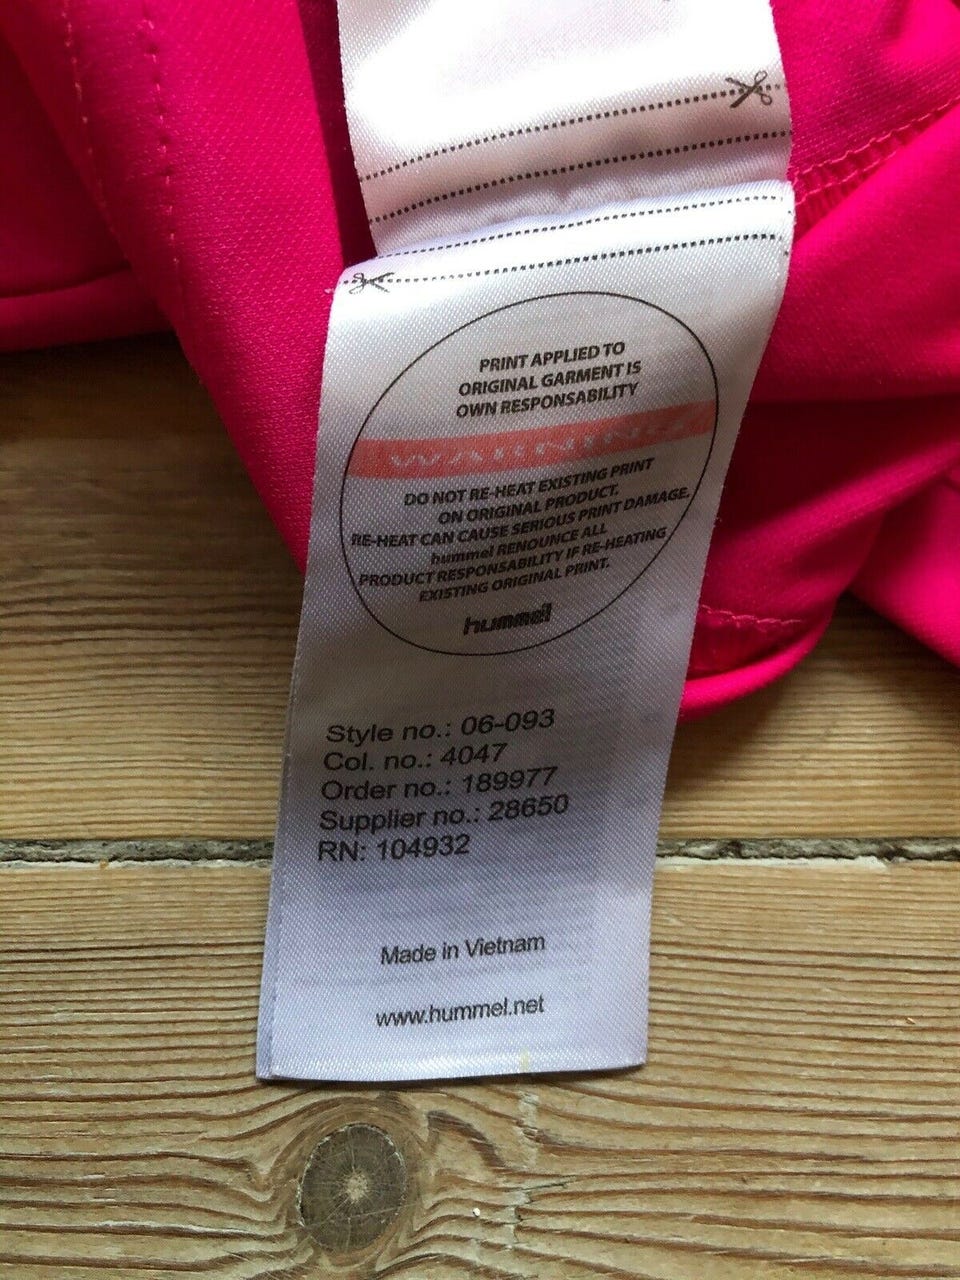 PRINT APPLIED TO
ORIGINAL GARMENT IS
OWN RESPONSABILITY
WARNING
DO NOT RE-HEAT EXISTING PRINT
ON ORIGINAL PRODUCT.
RE-HEAT CAN CAUSE SERIOUS PRINT DAMAGE.
hummel RENOUNCE ALL
PRODUCT RESPONSABILITY IF RE-HEATING
EXISTING ORIGINAL PRINT.
hummel
Style no.: 06-093
Col. no.: 4047
Order no.: 189977
Supplier no.: 28650
RN: 104932
Made in Vietnam
www.hummel.net